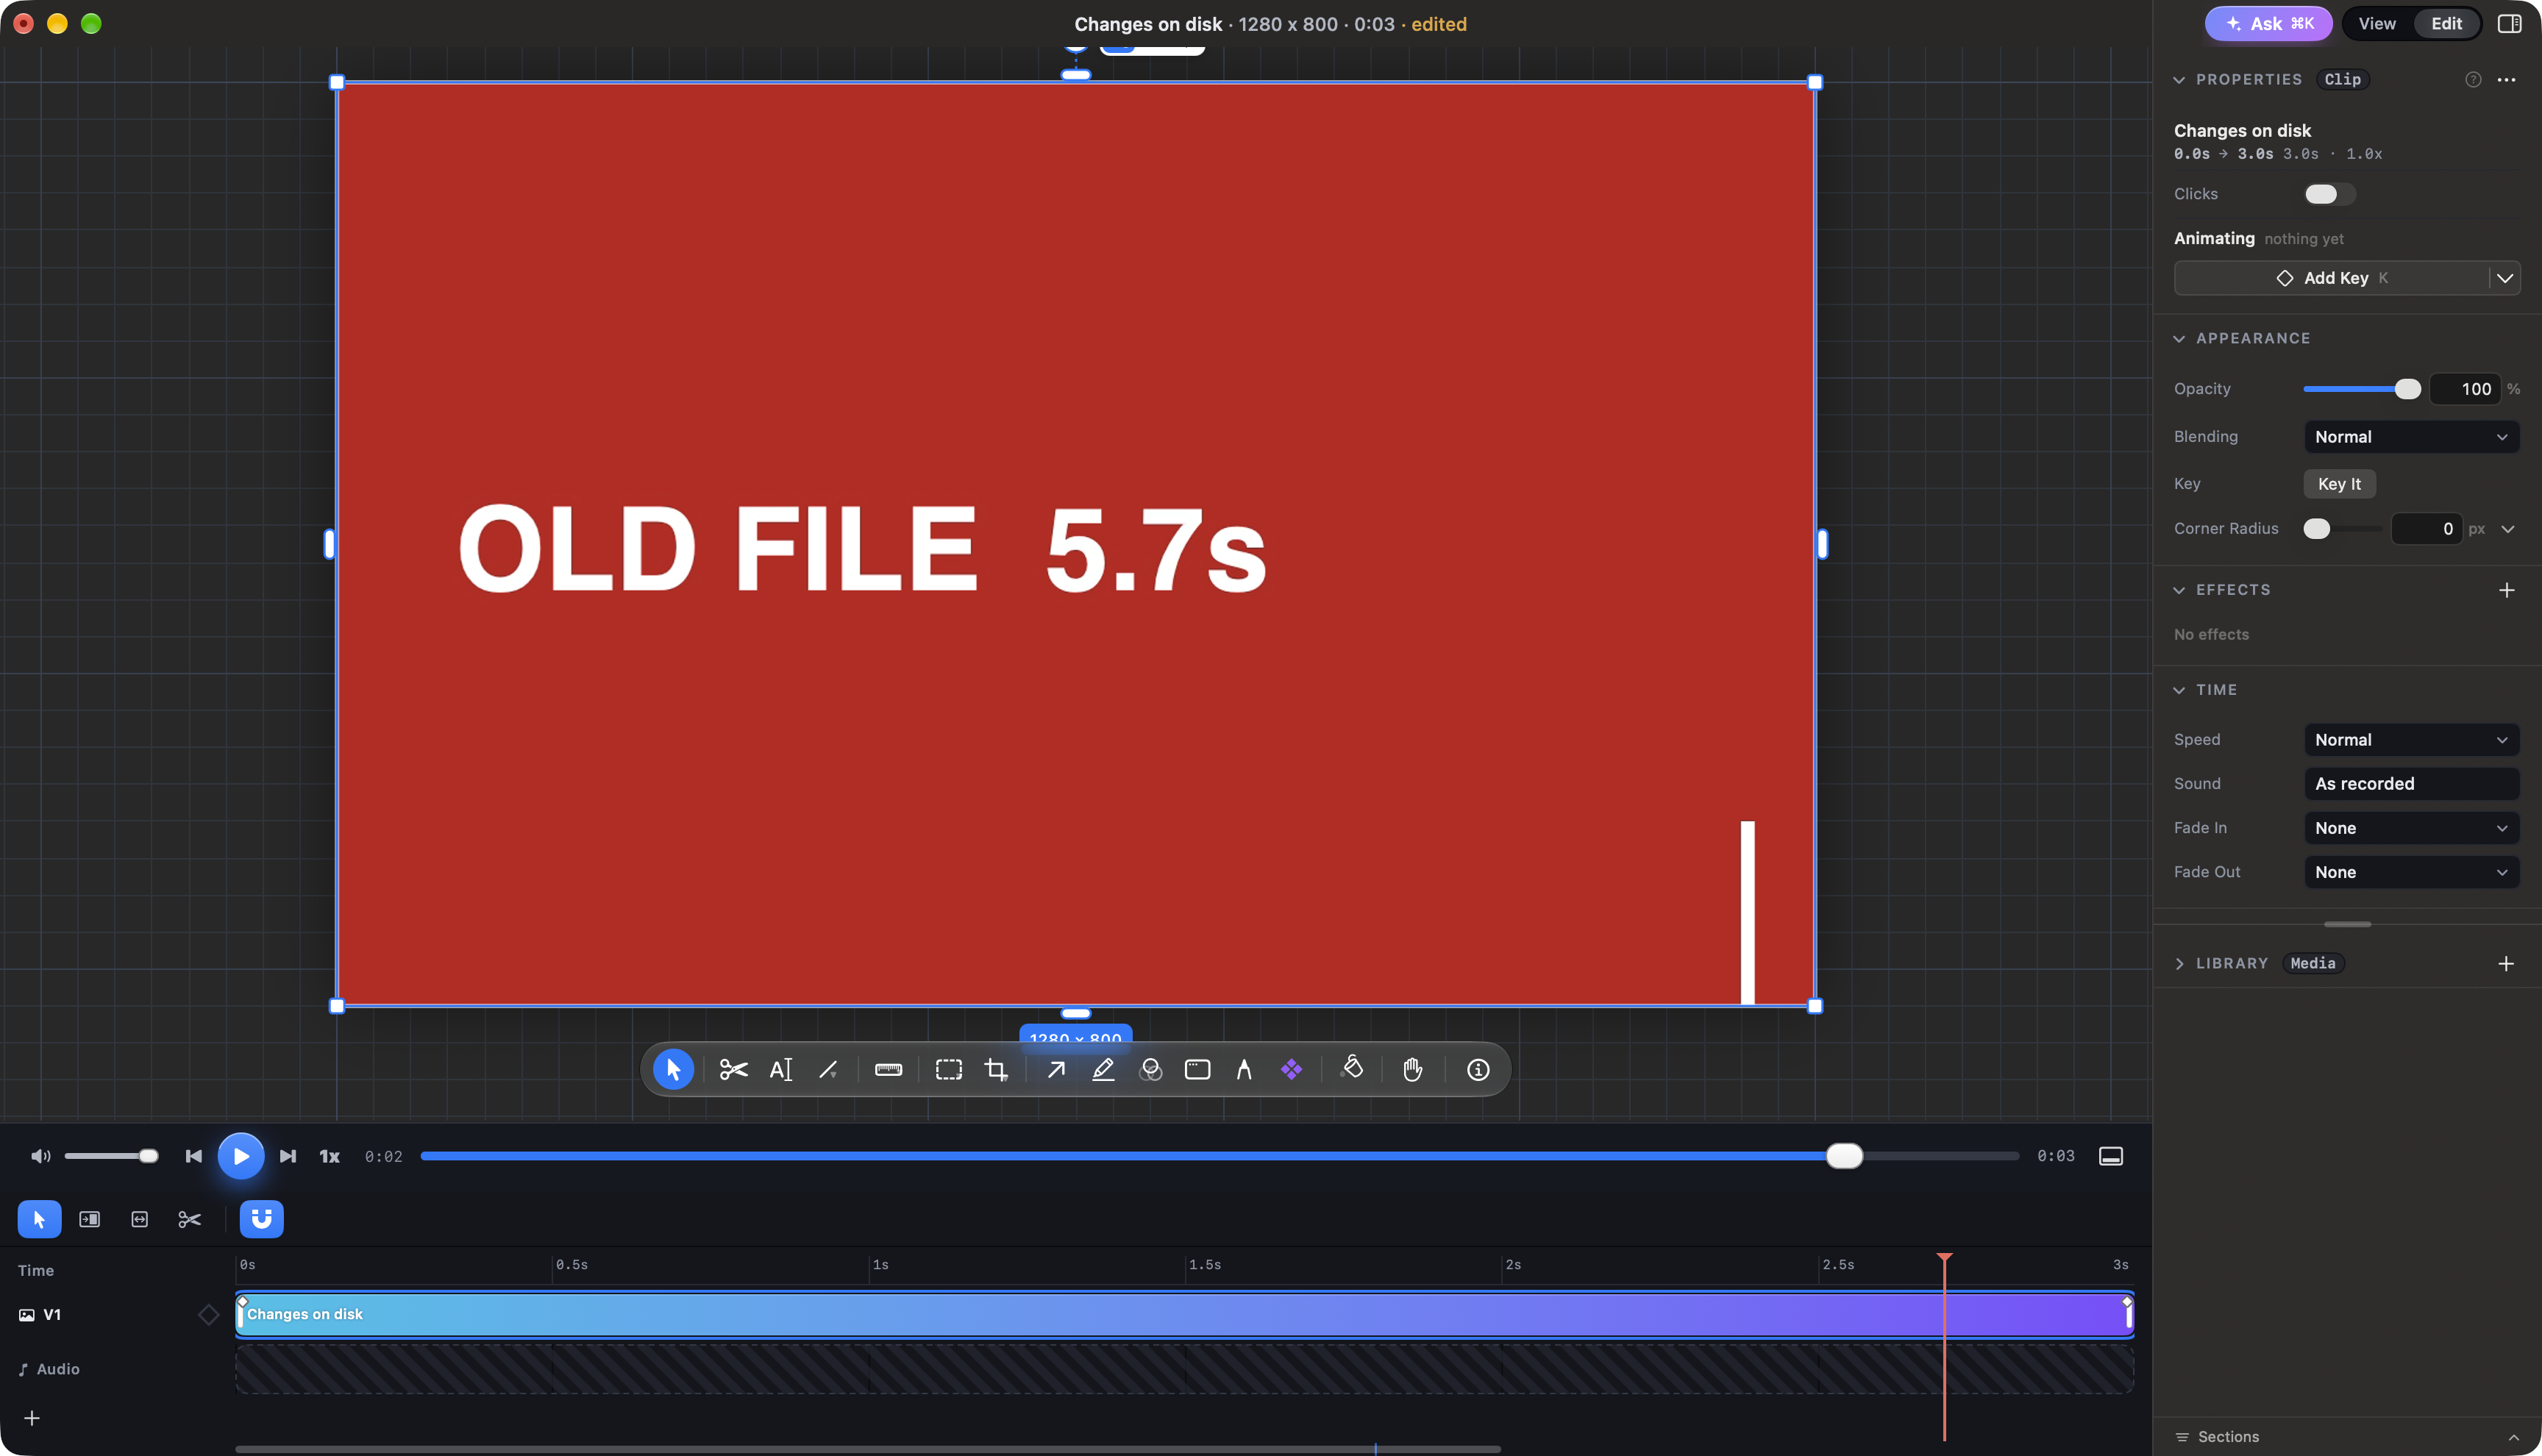 Changes on disk · 1280 x 800 · 0:03 · edited
Ask ⌘K
View
Edit
PROPERTIES Clip
Changes on disk
0.0s → 3.0s 3.0s · 1.0x
Clicks
Animating nothing yet
Add Key K
APPEARANCE
Opacity 100 %
Blending Normal
Key Key It
Corner Radius 0 px
EFFECTS
No effects
TIME
Speed Normal
Sound As recorded
Fade In None
Fade Out None
LIBRARY Media
Sections
OLD FILE 5.7s
1280 × 800
AI
1x 0:02 0:03
Time 0s 0.5s 1s 1.5s 2s 2.5s 3s
V1 Changes on disk
Audio